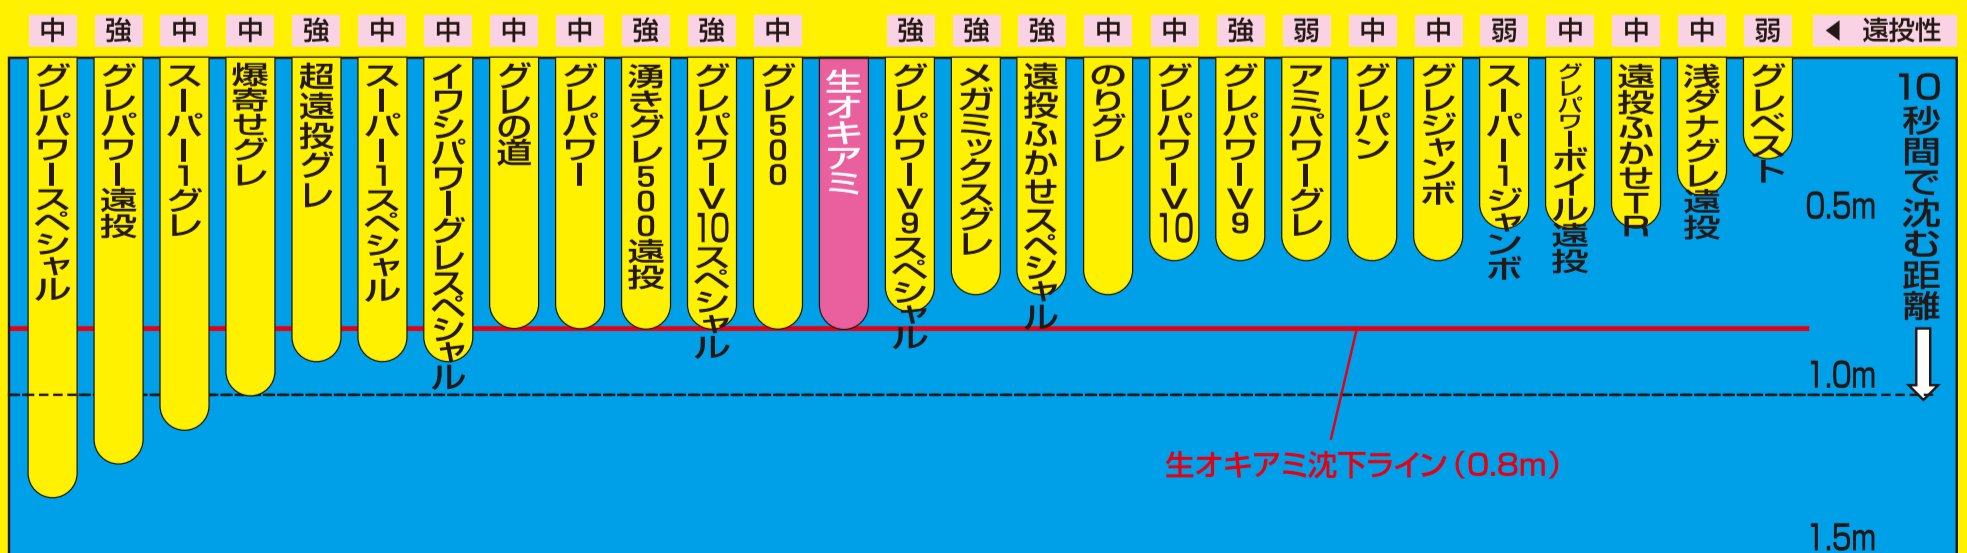 中 強 中 中 強 中 中 中 中 強 強 中 強 強 強 中 中 強 弱 中 中 弱 中 中 中 弱 ◀ 遠投性
グレパワースペシャル
グレパワー遠投
スーパー1グレ
爆寄せグレ
超遠投グレ
スーパー1スペシャル
イワシパワーグレスペシャル
グレの道
グレパワー
湧きグレ500遠投
グレパワーV10スペシャル
グレ500
生オキアミ
グレパワーV9スペシャル
メガミックスグレ
遠投ふかせスペシャル
のりグレ
グレパワーV10
グレパワーV9
アミパワーグレ
グレパン
グレジャンボ
スーパー1ジャンボ
グレパワーボイル遠投
遠投ふかせTR
浅ダナグレ遠投
グレベスト
10秒間で沈む距離
0.5m
1.0m
生オキアミ沈下ライン(0.8m)
1.5m